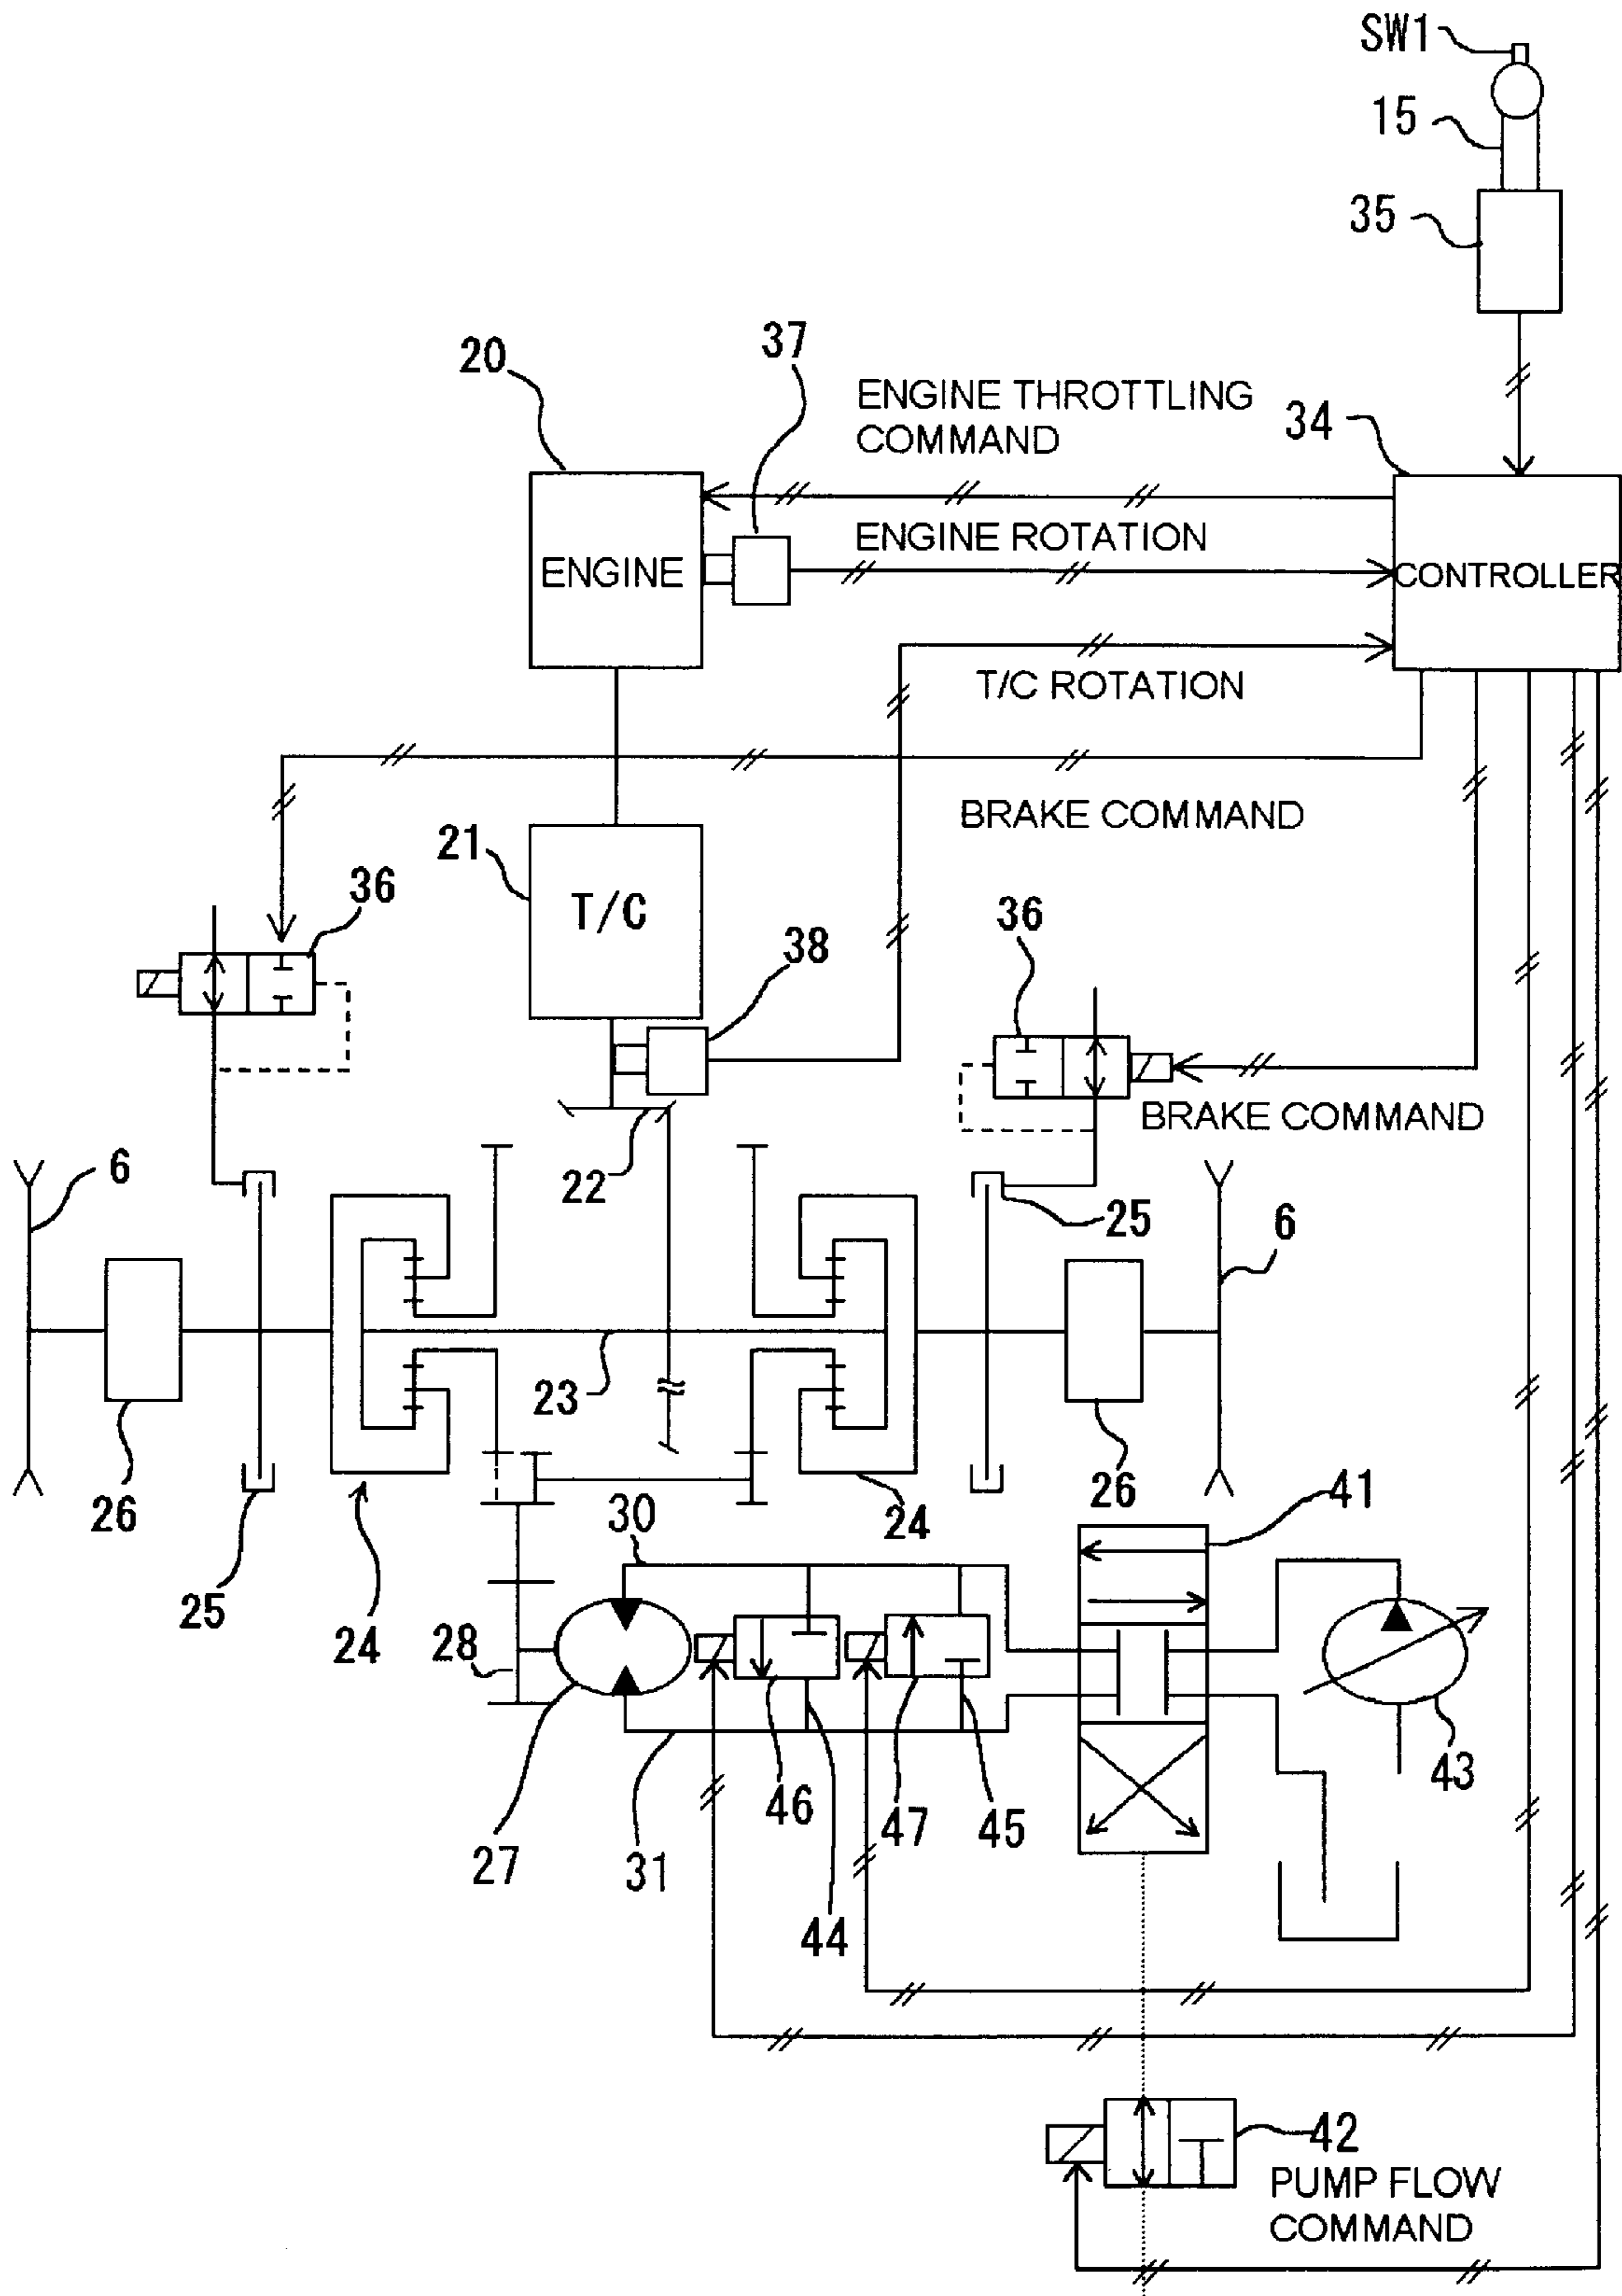 SW1
15
35
37
20
ENGINE THROTTLING
COMMAND
34
ENGINE ROTATION
ENGINE
CONTROLLER
T/C ROTATION
BRAKE COMMAND
21
T/C
36
38
36
BRAKE COMMAND
6
22
25
6
23
26
25
24
30
24
26
41
28
27
31
46
44
47
45
43
42
PUMP FLOW
COMMAND